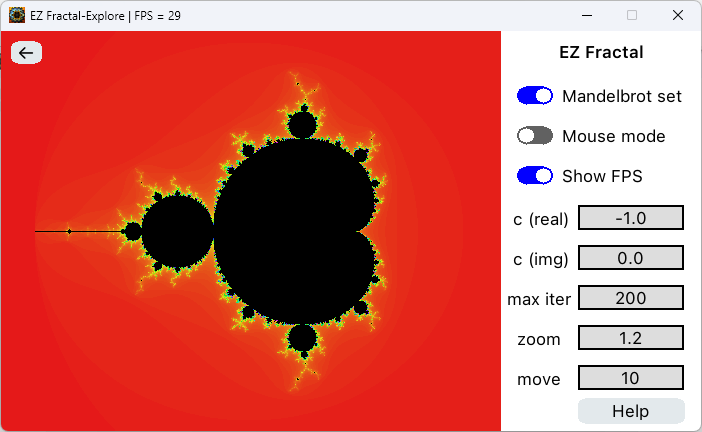 EZ Fractal-Explore | FPS = 29
EZ Fractal
Mandelbrot set
Mouse mode
Show FPS
c (real) -1.0
c (img) 0.0
max iter 200
zoom 1.2
move 10
Help